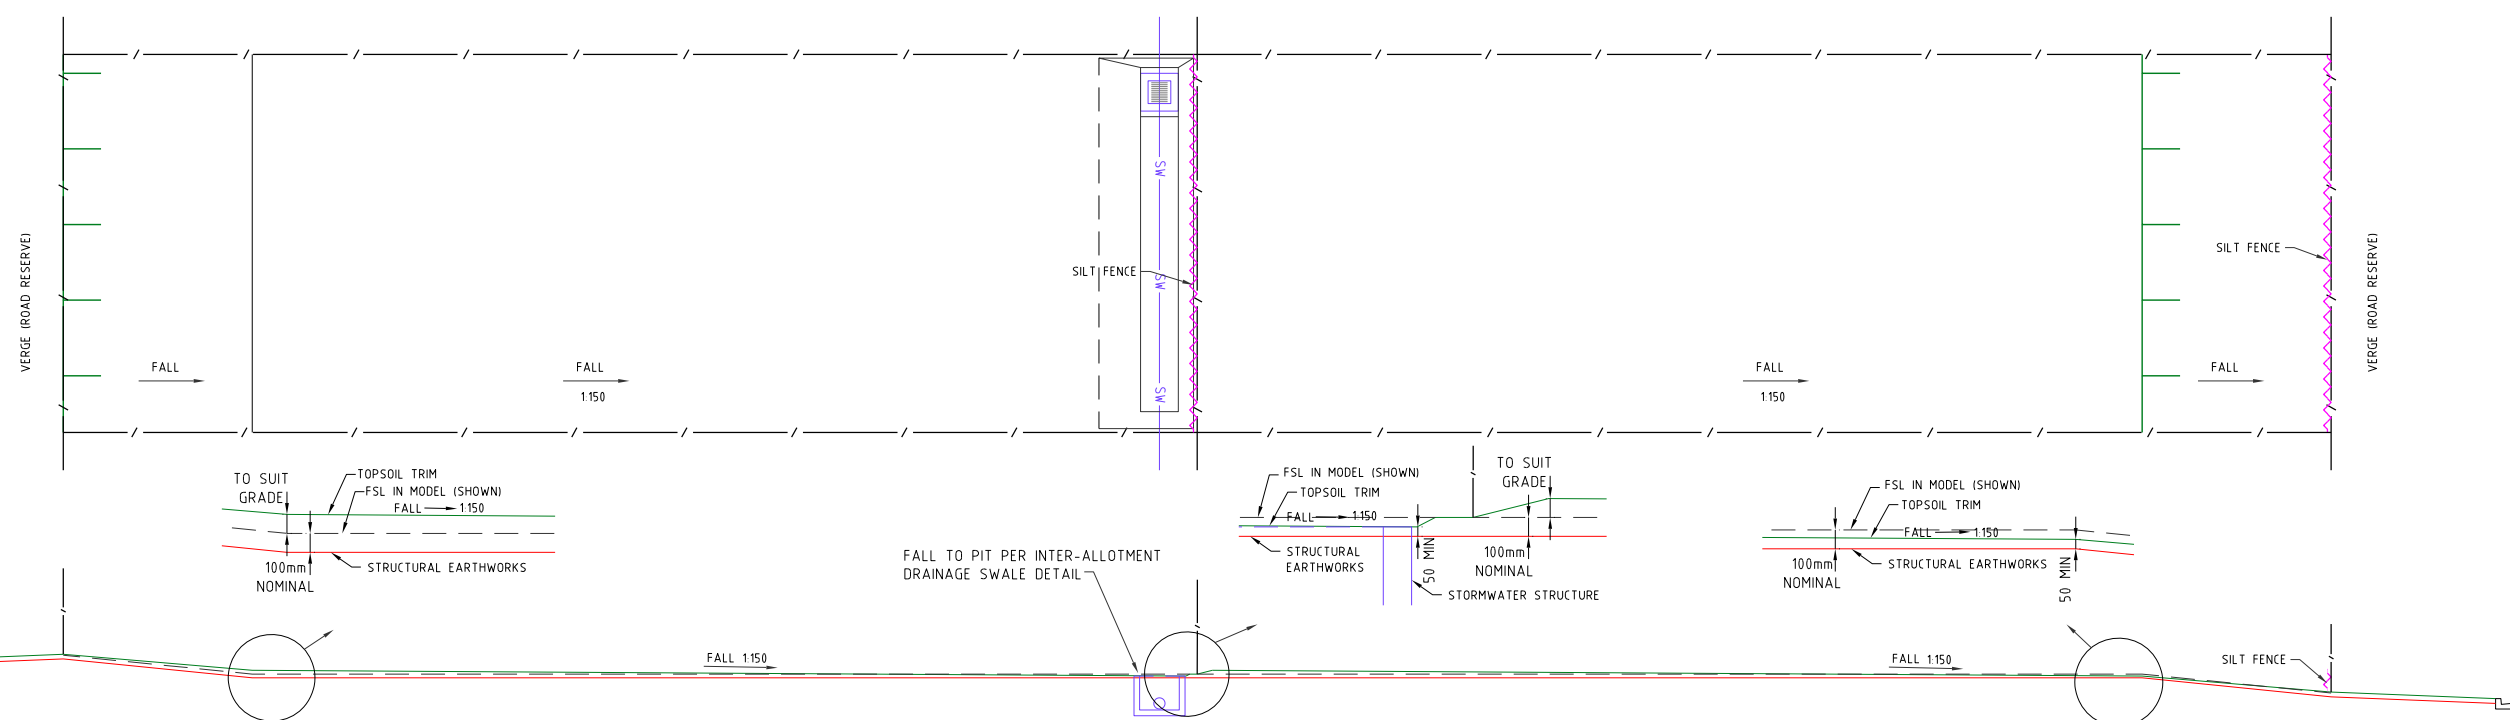 VERGE (ROAD RESERVE)
FALL
FALL
1:150
SW
SW
SW
SILT FENCE
FALL
1:150
FALL
SILT FENCE
VERGE (ROAD RESERVE)
TO SUIT
GRADE
TOPSOIL TRIM
FSL IN MODEL (SHOWN)
FALL 1:150
100mm
NOMINAL
STRUCTURAL EARTHWORKS
FSL IN MODEL (SHOWN)
TOPSOIL TRIM
FALL 1:150
TO SUIT
GRADE
STRUCTURAL
EARTHWORKS
50 MIN
100mm
NOMINAL
STORMWATER STRUCTURE
FSL IN MODEL (SHOWN)
TOPSOIL TRIM
FALL 1:150
100mm
NOMINAL
STRUCTURAL EARTHWORKS
50 MIN
FALL TO PIT PER INTER-ALLOTMENT
DRAINAGE SWALE DETAIL
FALL 1:150
FALL 1:150
SILT FENCE